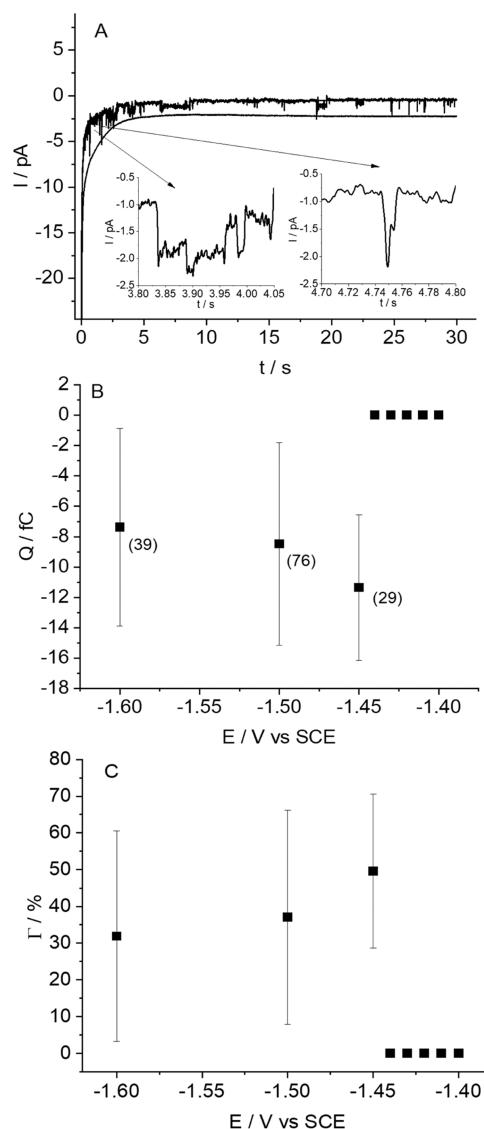 A
5
0
-5
-10
-15
-20
I / pA
0 5 10 15 20 25 30
t / s
-0.5
-1.0
-1.5
-2.0
-2.5
I / pA
3.80 3.85 3.90 3.95 4.00 4.05
t / s
-0.5
-1.0
-1.5
-2.0
-2.5
I / pA
4.70 4.72 4.74 4.76 4.78 4.80
t / s
B
2
0
-2
-4
-6
-8
-10
-12
-14
-16
-18
Q / fC
(39)
(76)
(29)
-1.60 -1.55 -1.50 -1.45 -1.40
E / V vs SCE
C
80
70
60
50
40
30
20
10
0
Γ / %
-1.60 -1.55 -1.50 -1.45 -1.40
E / V vs SCE